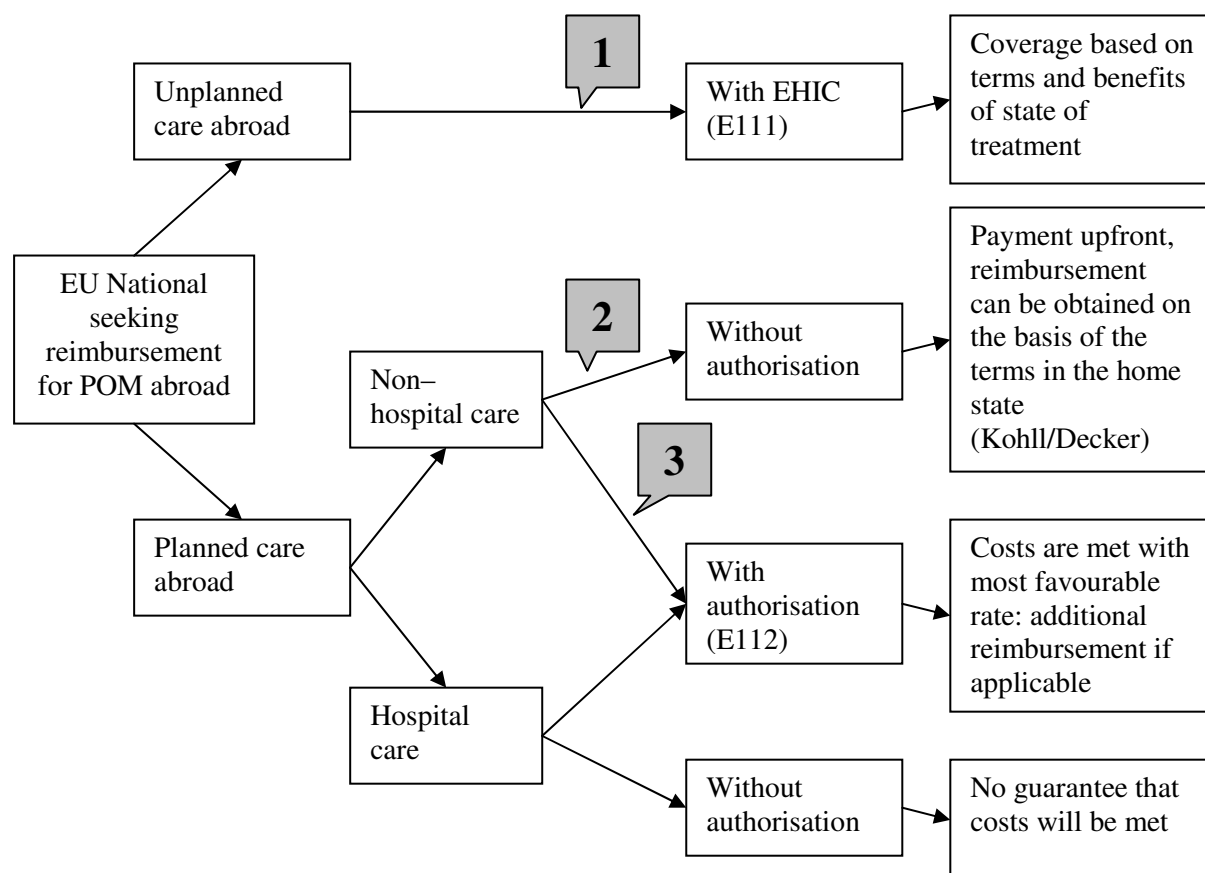 1
Unplanned
care abroad
With EHIC
(E111)
Coverage based on
terms and benefits
of state of
treatment
EU National
seeking
reimbursement
for POM abroad
2
Non–
hospital care
Without
authorisation
Payment upfront,
reimbursement
can be obtained on
the basis of the
terms in the home
state
(Kohll/Decker)
3
Planned care
abroad
With
authorisation
(E112)
Costs are met with
most favourable
rate: additional
reimbursement if
applicable
Hospital
care
Without
authorisation
No guarantee that
costs will be met